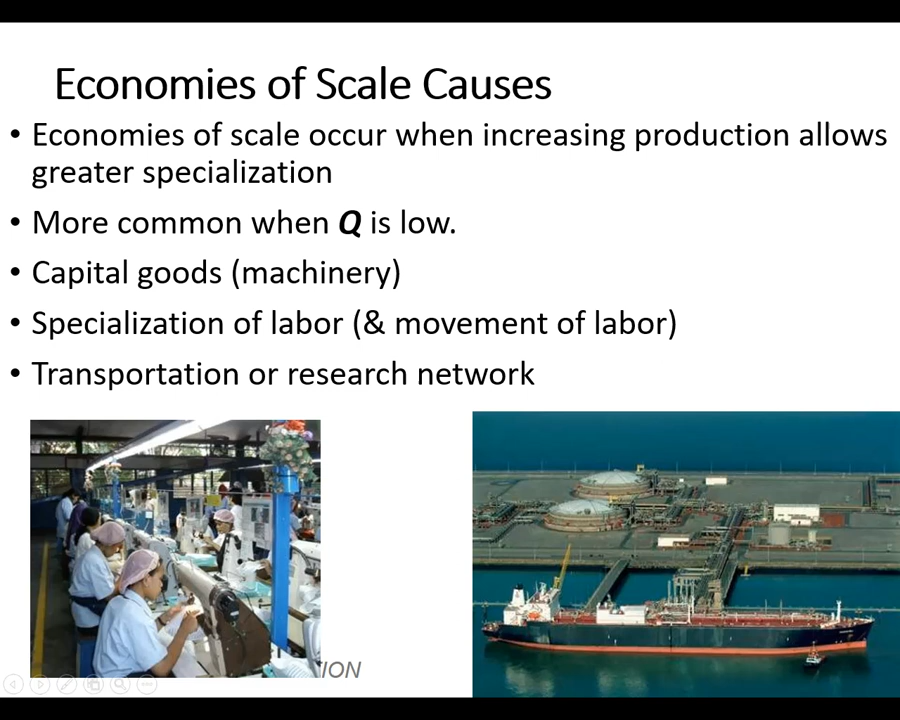 Economies of Scale Causes
• Economies of scale occur when increasing production allows
greater specialization
• More common when Q is low.
• Capital goods (machinery)
• Specialization of labor (& movement of labor)
• Transportation or research network